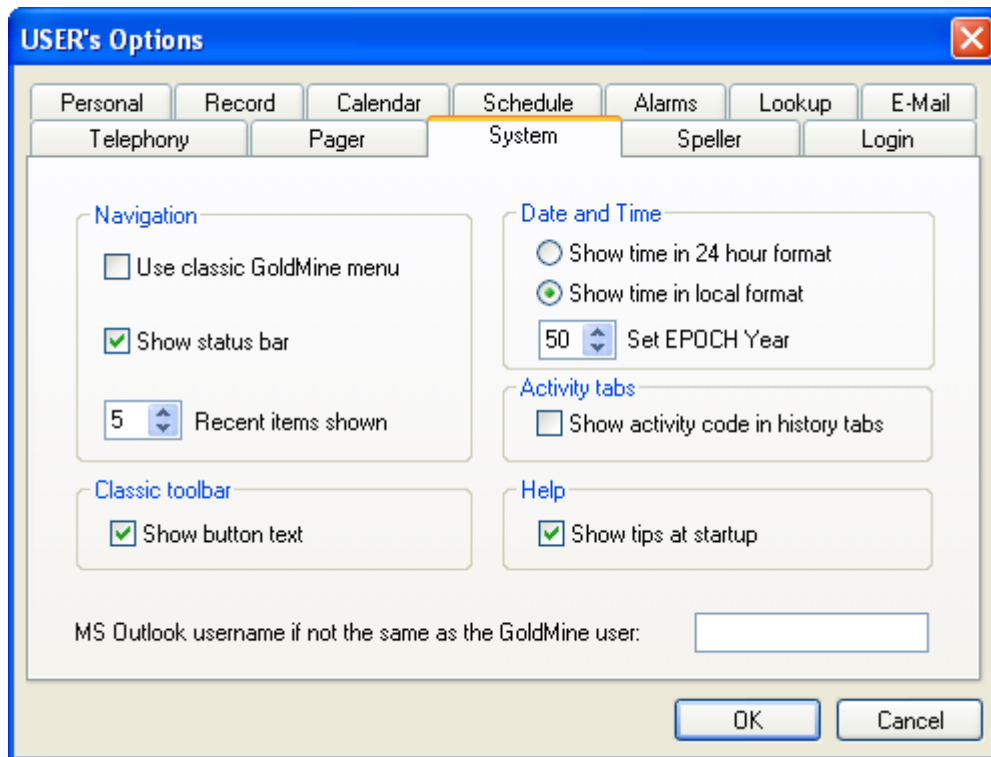 USER's Options
Personal Record Calendar Schedule Alarms Lookup E-Mail
Telephony Pager System Speller Login
Navigation
Use classic GoldMine menu
Show status bar
5 Recent items shown
Date and Time
Show time in 24 hour format
Show time in local format
50 Set EPOCH Year
Activity tabs
Show activity code in history tabs
Classic toolbar
Show button text
Help
Show tips at startup
MS Outlook username if not the same as the GoldMine user:
OK Cancel